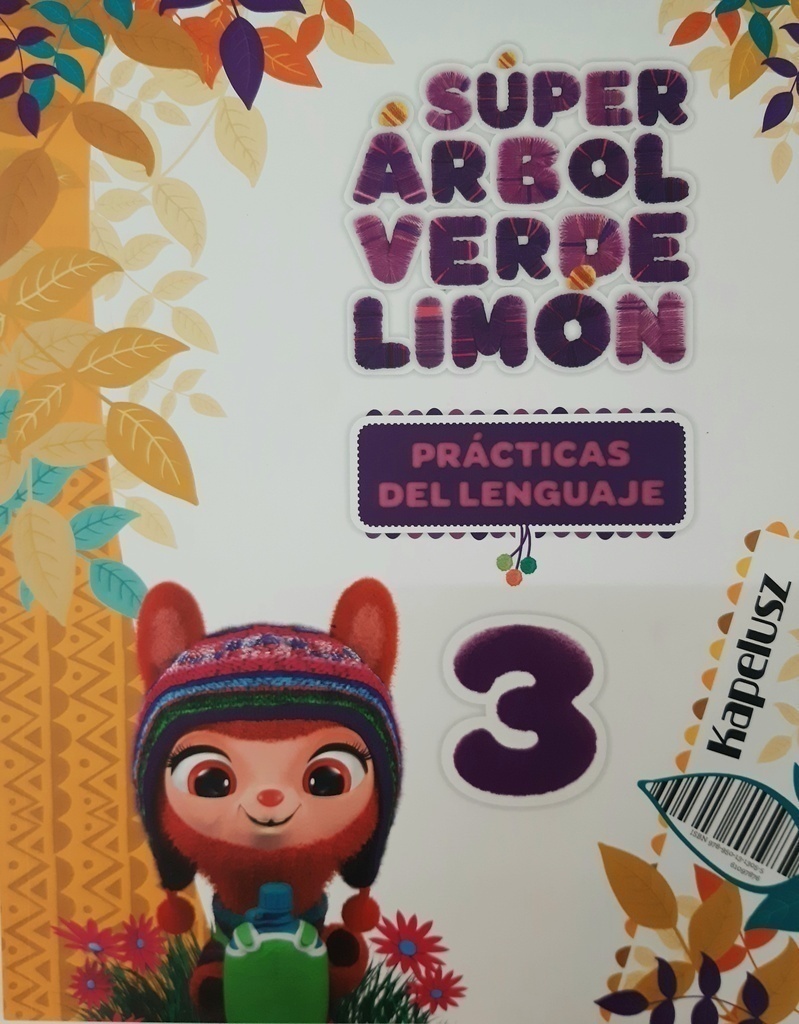 SÚPER
ÁRBOL
VERDE
LIMÓN
PRÁCTICAS
DEL LENGUAJE
3
Kapelusz